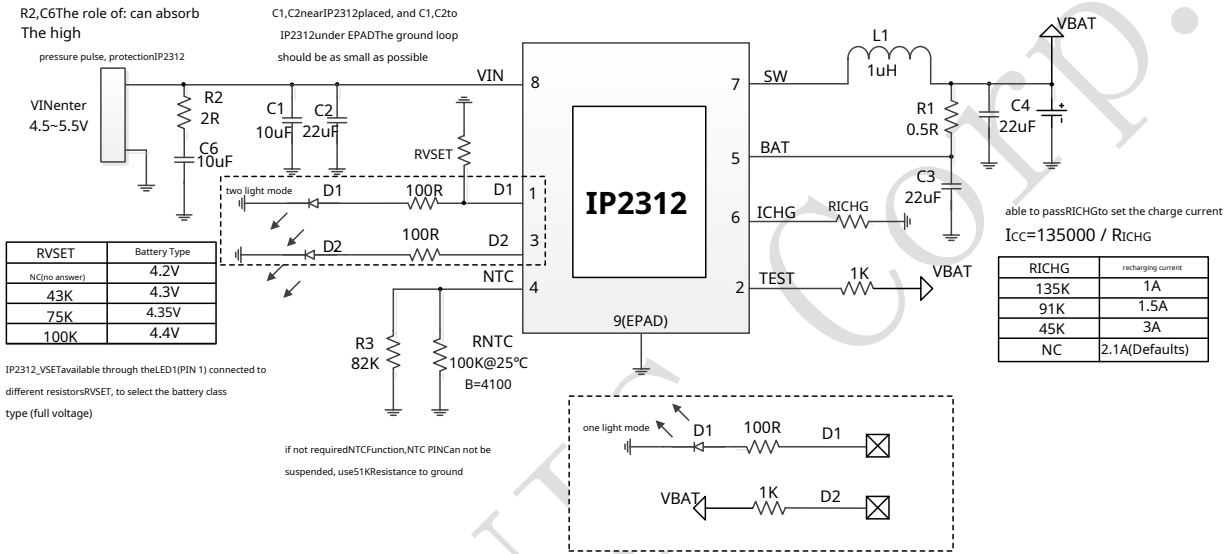 R2,C6The role of: can absorb
The high
pressure pulse, protectionIP2312
C1,C2nearIP2312placed, and C1,C2to
IP2312under EPADThe ground loop
should be as small as possible
VINenter
4.5~5.5V
R2
2R
C6
10uF
C1
10uF
C2
22uF
VIN
8
RVSET
two light mode
D1
100R
D1
1
D2
100R
D2
3
NTC
4
IP2312
9(EPAD)
7
SW
L1
1uH
VBAT
R1
0.5R
C4
22uF
+
-
5
BAT
C3
22uF
6
ICHG
RICHG
2
TEST
1K
VBAT
RVSET
Battery Type
NC(no answer)
4.2V
43K
4.3V
75K
4.35V
100K
4.4V
IP2312_VSETavailable through theLED1(PIN 1) connected to
different resistorsRVSET, to select the battery class
type (full voltage)
R3
82K
RNTC
100K@25℃
B=4100
if not requiredNTCFunction,NTC PINCan not be
suspended, use51KResistance to ground
able to passRICHGto set the charge current
ICC=135000 / RICHG
RICHG
recharging current
135K
1A
91K
1.5A
45K
3A
NC
2.1A(Defaults)
one light mode
D1
100R
D1
VBAT
1K
D2
Corp.